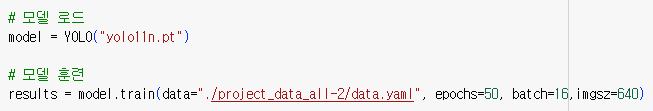 # 모델 로드
model = YOLO("yolo11n.pt")
# 모델 훈련
results = model.train(data="./project_data_all-2/data.yaml", epochs=50, batch=16,imgsz=640)